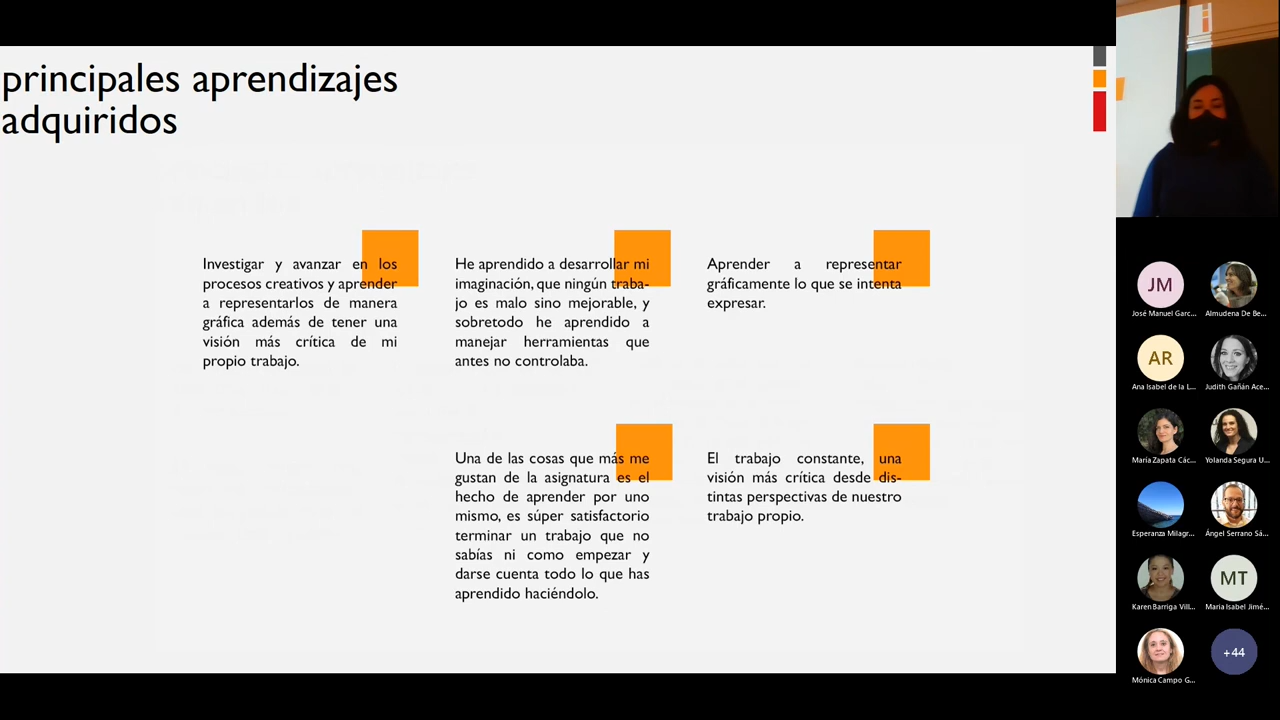 principales aprendizajes
adquiridos
Investigar y avanzar en los
procesos creativos y aprender
a representarlos de manera
gráfica además de tener una
visión más crítica de mi
propio trabajo.
He aprendido a desarrollar mi
imaginación, que ningún traba-
jo es malo sino mejorable, y
sobretodo he aprendido a
manejar herramientas que
antes no controlaba.
Aprender a representar
gráficamente lo que se intenta
expresar.
Una de las cosas que más me
gustan de la asignatura es el
hecho de aprender por uno
mismo, es súper satisfactorio
terminar un trabajo que no
sabías ni como empezar y
darse cuenta todo lo que has
aprendido haciéndolo.
El trabajo constante, una
visión más crítica desde dis-
tintas perspectivas de nuestro
trabajo propio.
JM
José Manuel Garc...
Almudena De Be...
AR
Ana Isabel de la L...
Judith Gañán Ace...
María Zapata Các...
Yolanda Segura U...
Esperanza Milagr...
Ángel Serrano Sá...
Karen Barriga Vill...
MT
Maria Isabel Jimé...
Mónica Campo G...
+44